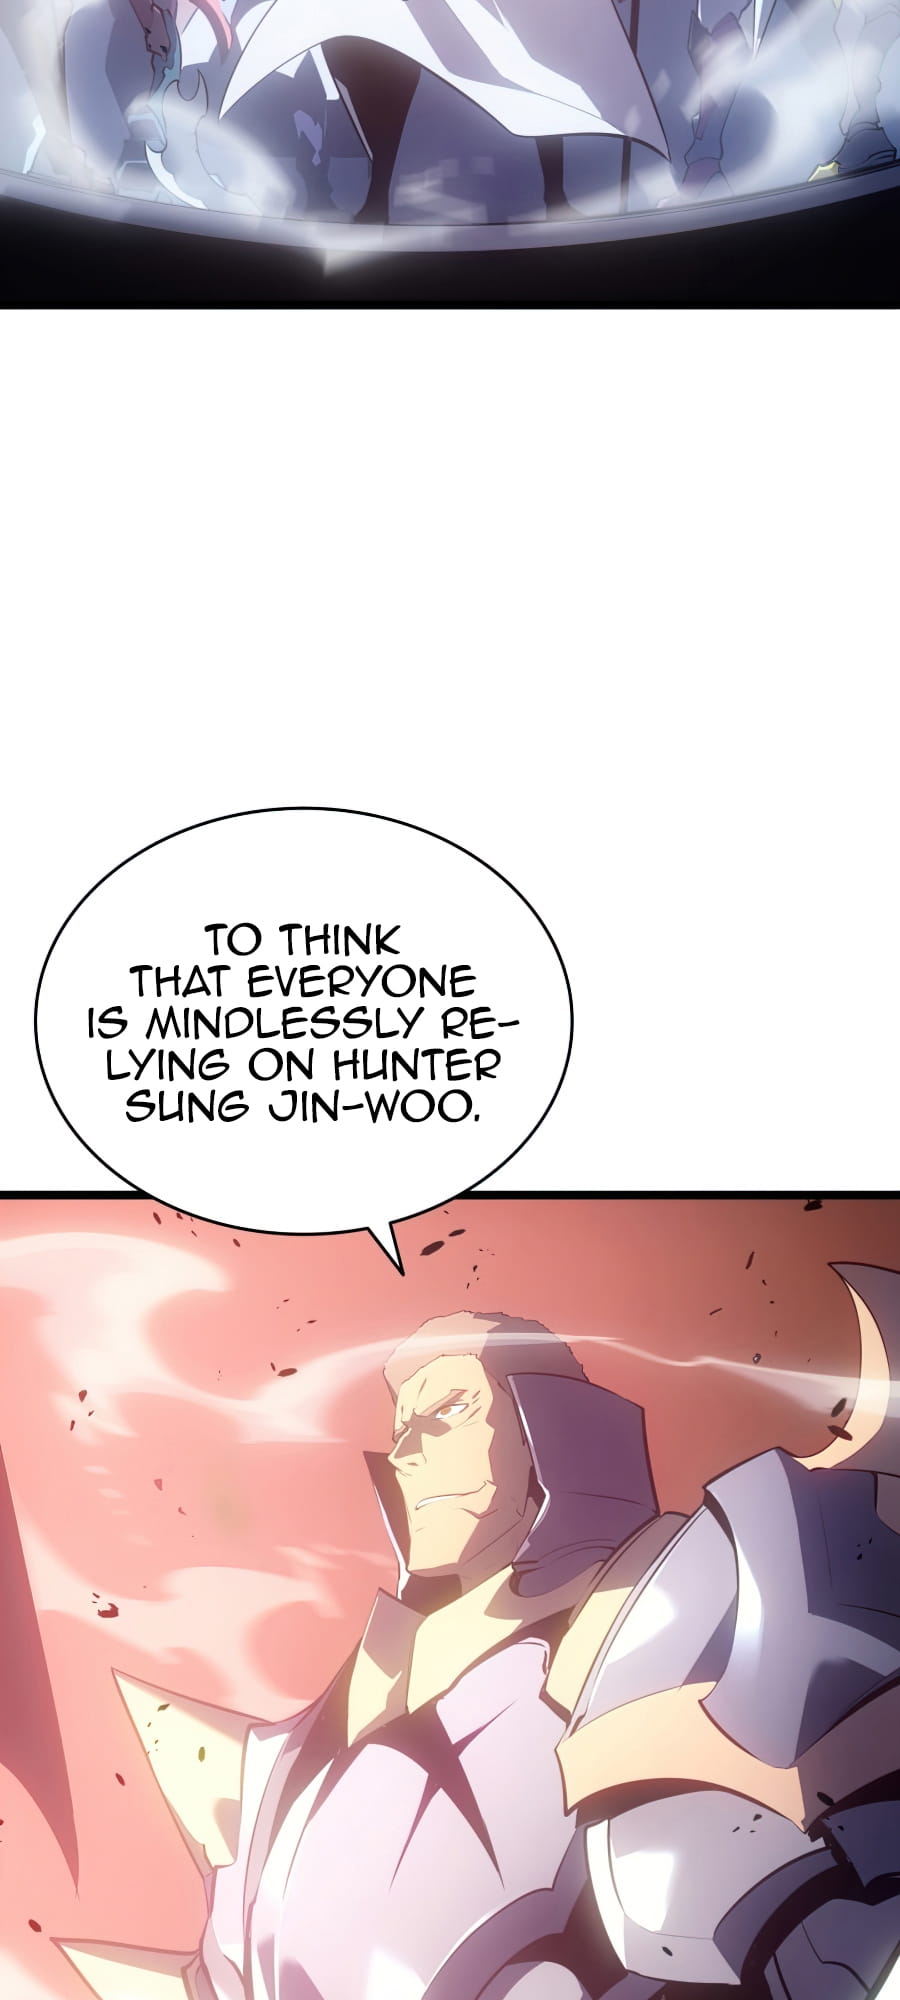 TO THINK
THAT EVERYONE
IS MINDLESSLY RE-
LYING ON HUNTER
SUNG JIN-WOO.